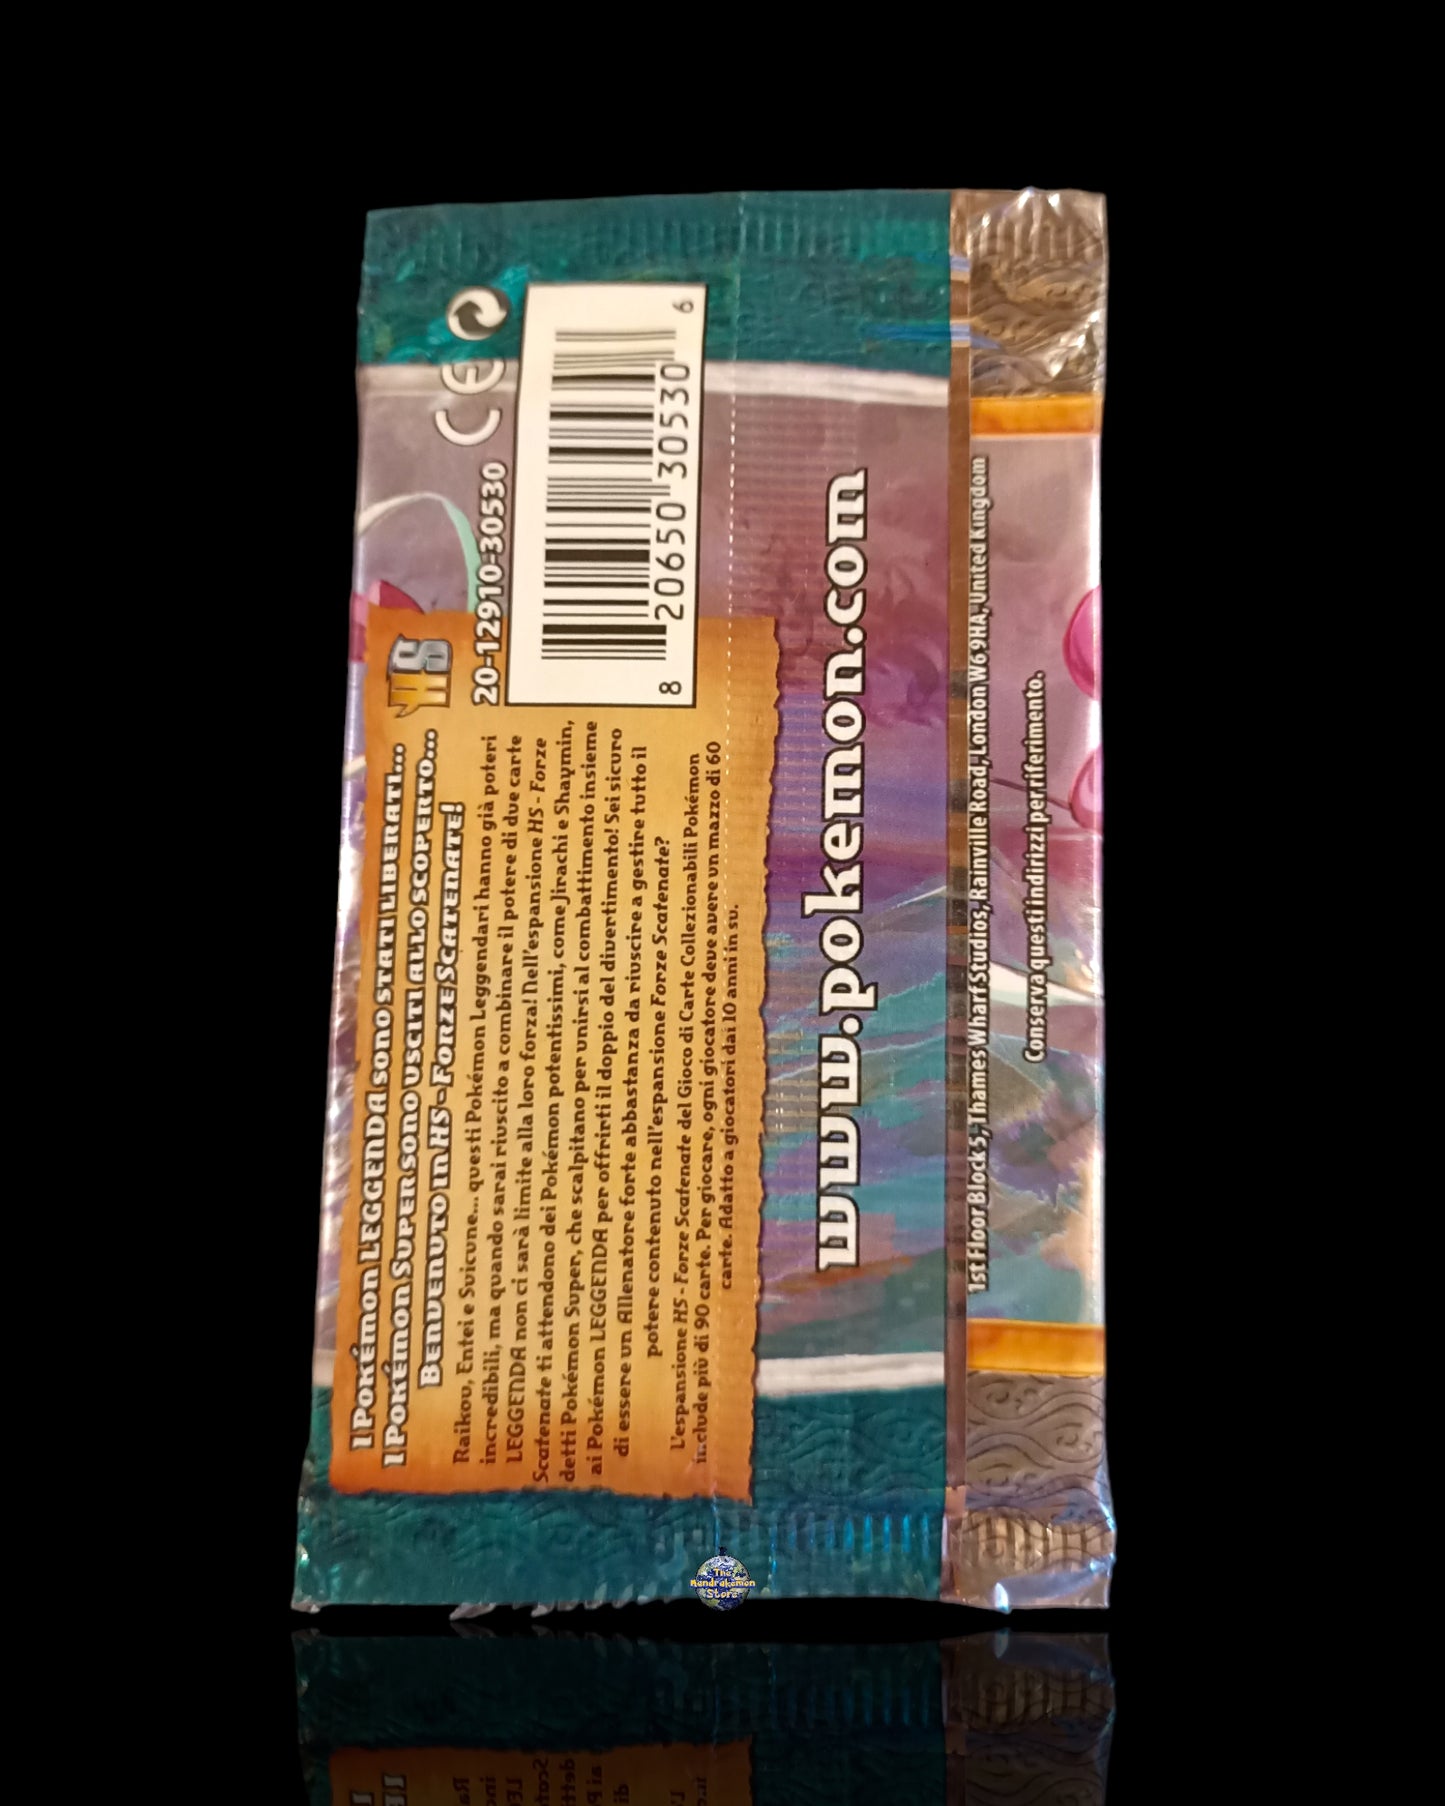 I Pokémon LEGGENDA sono stati liberati...
I Pokémon Super sono usciti allo scoperto...
Benvenuto in HS - Forze Scatenate!
HS
Raikou, Entei e Suicune... questi Pokémon Leggendari hanno già poteri
incredibili, ma quando sarai riuscito a combinare il potere di due carte
LEGGENDA non ci sarà limite alla loro forza! Nell'espansione HS - Forze
Scatenate ti attendono dei Pokémon potentissimi, come Jirachi e Shaymin,
detti Pokémon Super, che scalpitano per unirsi al combattimento insieme
ai Pokémon LEGGENDA per offrirti il doppio del divertimento! Sei sicuro
di essere un Allenatore forte abbastanza da riuscire a gestire tutto il
potere contenuto nell'espansione Forze Scatenate?
L'espansione HS - Forze Scatenate del Gioco di Carte Collezionabili Pokémon
include più di 90 carte. Per giocare, ogni giocatore deve avere un mazzo di 60
carte. Adatto a giocatori dai 10 anni in su.
20-12910-30530
CE
8 20650 30530 6
www.pokemon.com
1st Floor Block 5, Thames Wharf Studios, Rainville Road, London W6 9HA, United Kingdom
Conserva questi indirizzi per riferimento.
The
Mandrakemon
Store